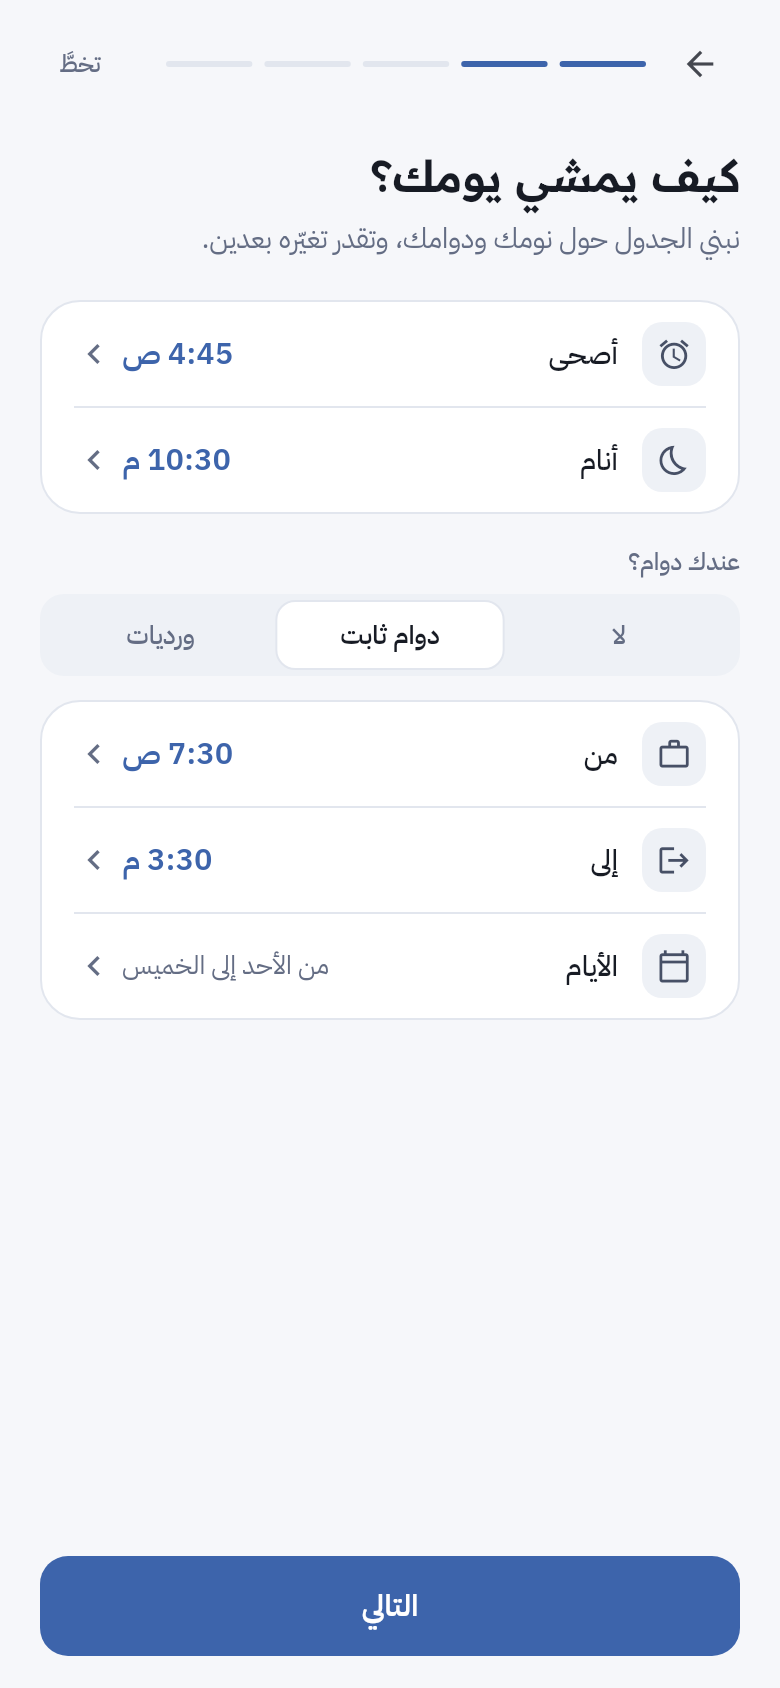 تخطَّ
كيف يمشي يومك؟
نبني الجدول حول نومك ودوامك، وتقدر تغيّره بعدين.
أصحى 4:45 ص
أنام 10:30 م
عندك دوام؟
لا دوام ثابت ورديات
من 7:30 ص
إلى 3:30 م
الأيام من الأحد إلى الخميس
التالي